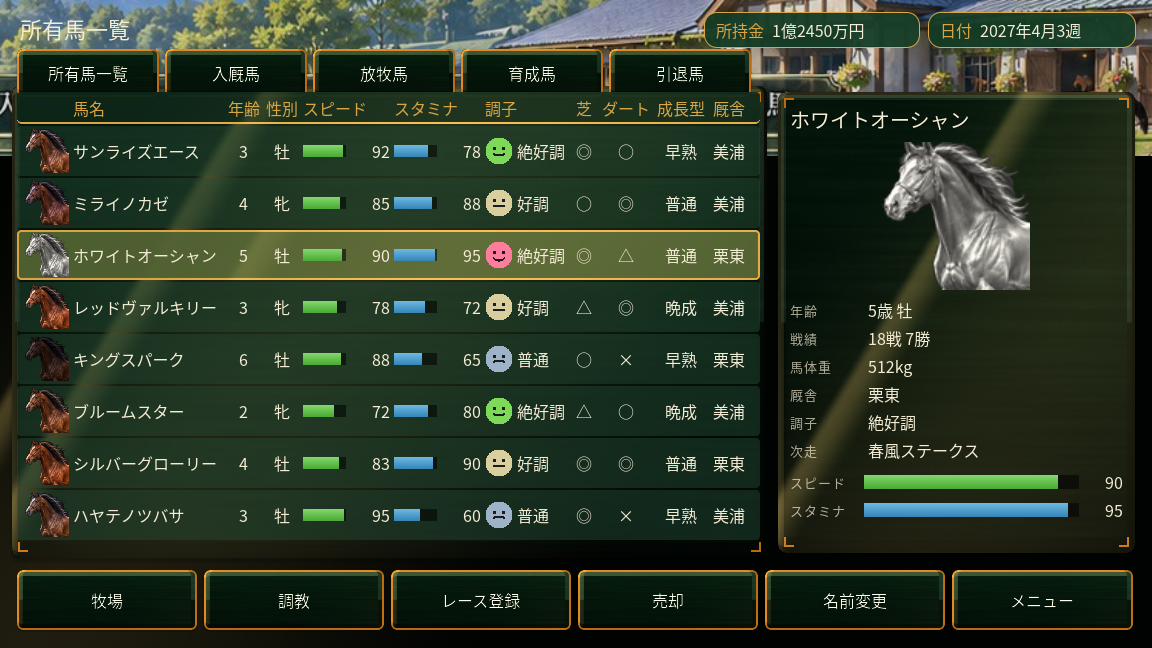 所有馬一覧
所持金 1億2450万円
日付 2027年4月3週
所有馬一覧 入厩馬 放牧馬 育成馬 引退馬
馬名 年齢 性別 スピード スタミナ 調子 芝 ダート 成長型 厩舎
サンライズエース 3 牡 92 78 絶好調 ◎ ○ 早熟 美浦
ミライノカゼ 4 牝 85 88 好調 ○ ◎ 普通 美浦
ホワイトオーシャン 5 牡 90 95 絶好調 ◎ △ 普通 栗東
レッドヴァルキリー 3 牝 78 72 好調 △ ◎ 晩成 美浦
キングスパーク 6 牡 88 65 普通 ○ × 早熟 栗東
ブルームスター 2 牝 72 80 絶好調 △ ○ 晩成 美浦
シルバーグローリー 4 牡 83 90 好調 ◎ ◎ 普通 栗東
ハヤテノツバサ 3 牡 95 60 普通 ◎ × 早熟 美浦
ホワイトオーシャン
年齢 5歳 牡
戦績 18戦 7勝
馬体重 512kg
厩舎 栗東
調子 絶好調
次走 春風ステークス
スピード 90
スタミナ 95
牧場 調教 レース登録 売却 名前変更 メニュー